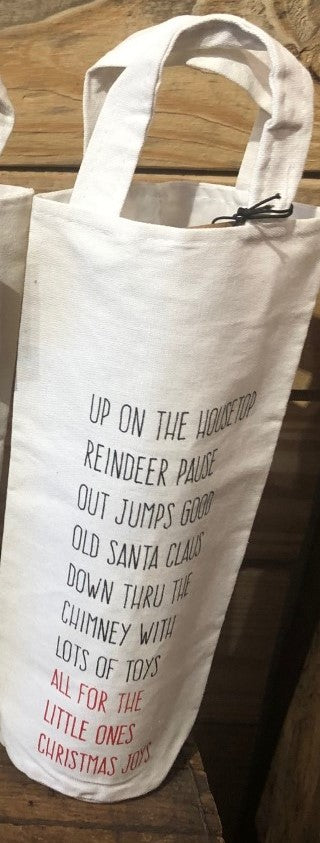 UP ON THE HOUSETOP
REINDEER PAUSE
OUT JUMPS GOOD
OLD SANTA CLAUS
DOWN THRU THE
CHIMNEY WITH
LOTS OF TOYS
ALL FOR THE
LITTLE ONES
CHRISTMAS JOYS